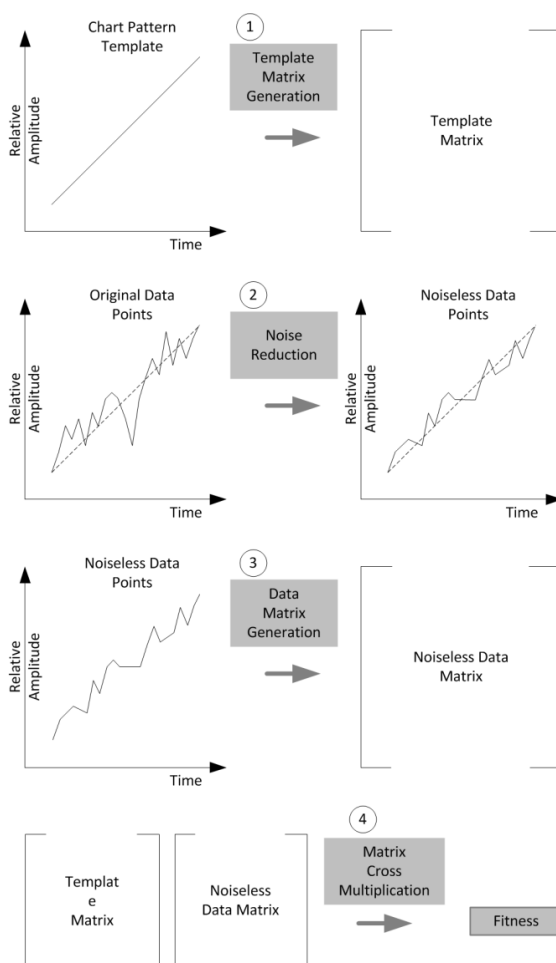 Chart Pattern
Template
1
Template
Matrix
Generation
Relative
Amplitude
Time
Template
Matrix
Original Data
Points
2
Noise
Reduction
Noiseless Data
Points
Relative
Amplitude
Time
Relative
Amplitude
Time
Noiseless Data
Points
3
Data
Matrix
Generation
Relative
Amplitude
Time
Noiseless Data
Matrix
4
Matrix
Cross
Multiplication
Templat
e
Matrix
Noiseless
Data Matrix
Fitness